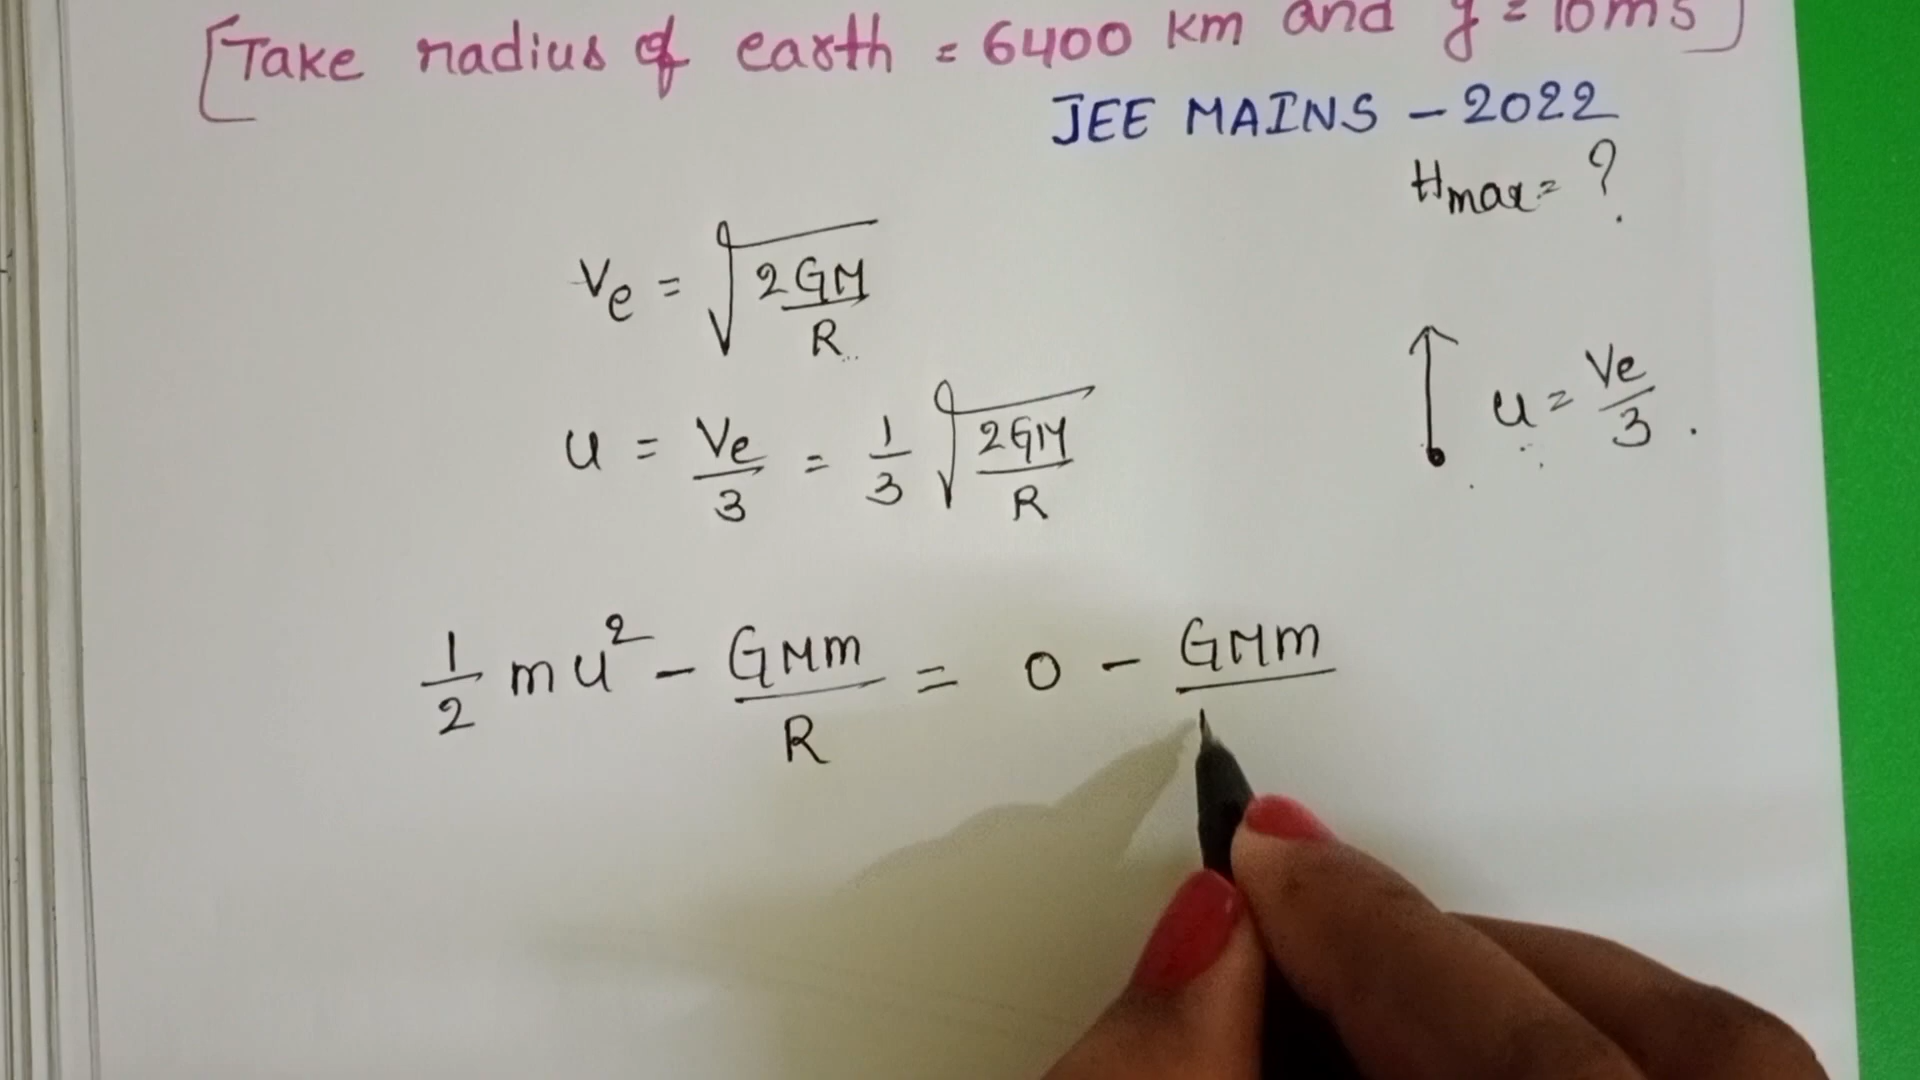 [Take radius of earth = 6400 km and g = 10ms]
JEE MAINS - 2022
Hmax = ?
Ve = √(2GM/R)
u = Ve/3 = 1/3 √(2GM/R)
u = Ve/3 .
1/2 mu² - GMm/R = 0 - GMm